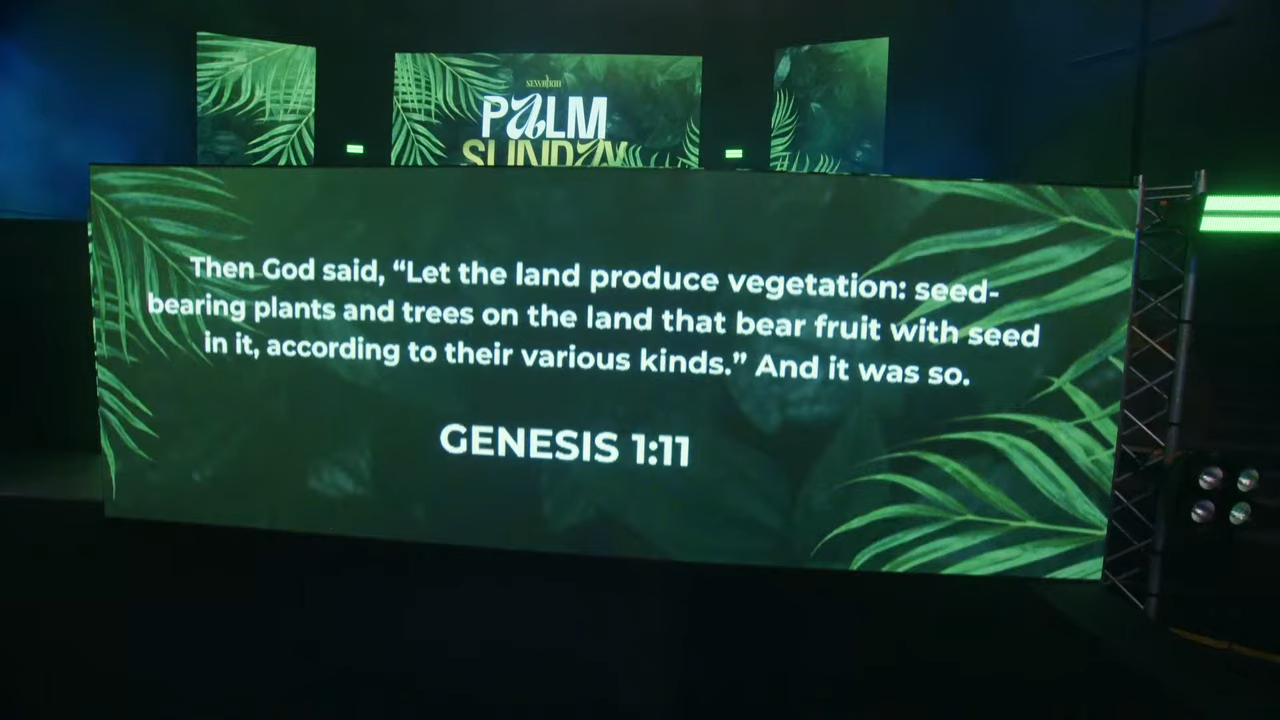 PALM
SUNDAY
Then God said, “Let the land produce vegetation: seed-
bearing plants and trees on the land that bear fruit with seed
in it, according to their various kinds.” And it was so.
GENESIS 1:11